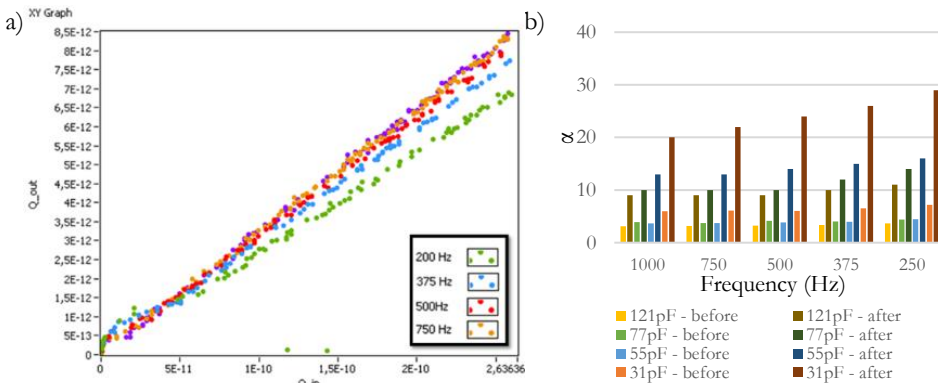 a)
XY Graph
8,5E-12
8E-12
7,5E-12
7E-12
6,5E-12
6E-12
5,5E-12
5E-12
4,5E-12
4E-12
3,5E-12
3E-12
2,5E-12
2E-12
1,5E-12
1E-12
5E-13
0
Q_out
0
5E-11
1E-10
1,5E-10
2E-10
2,63636
200 Hz
375 Hz
500Hz
750 Hz
b)
40
30
20
10
0
α
1000
750
500
375
250
Frequency (Hz)
121pF - before
121pF - after
77pF - before
77pF - after
55pF - before
55pF - after
31pF - before
31pF - after